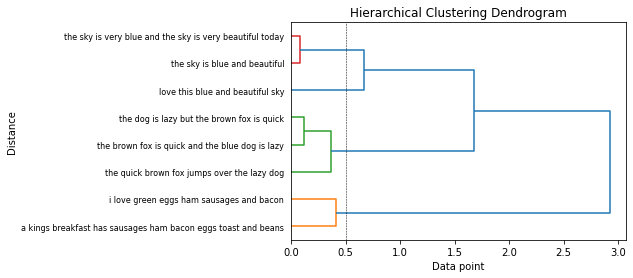 Hierarchical Clustering Dendrogram
the sky is very blue and the sky is very beautiful today
the sky is blue and beautiful
love this blue and beautiful sky
the dog is lazy but the brown fox is quick
the brown fox is quick and the blue dog is lazy
the quick brown fox jumps over the lazy dog
i love green eggs ham sausages and bacon
a kings breakfast has sausages ham bacon eggs toast and beans
Distance
0.0 0.5 1.0 1.5 2.0 2.5 3.0
Data point